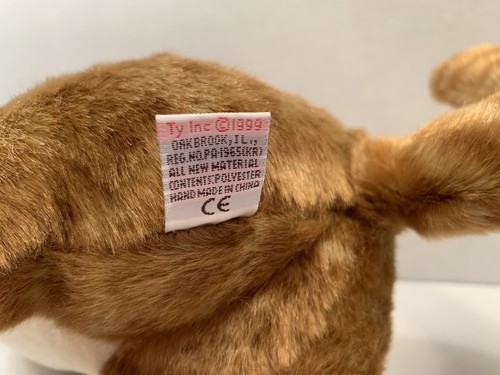 Ty Inc ©1999
OAKBROOK, IL.,
REG.NO.PA-1965(KR)
ALL NEW MATERIAL
CONTENTS: POLYESTER
HAND MADE IN CHINA
CE